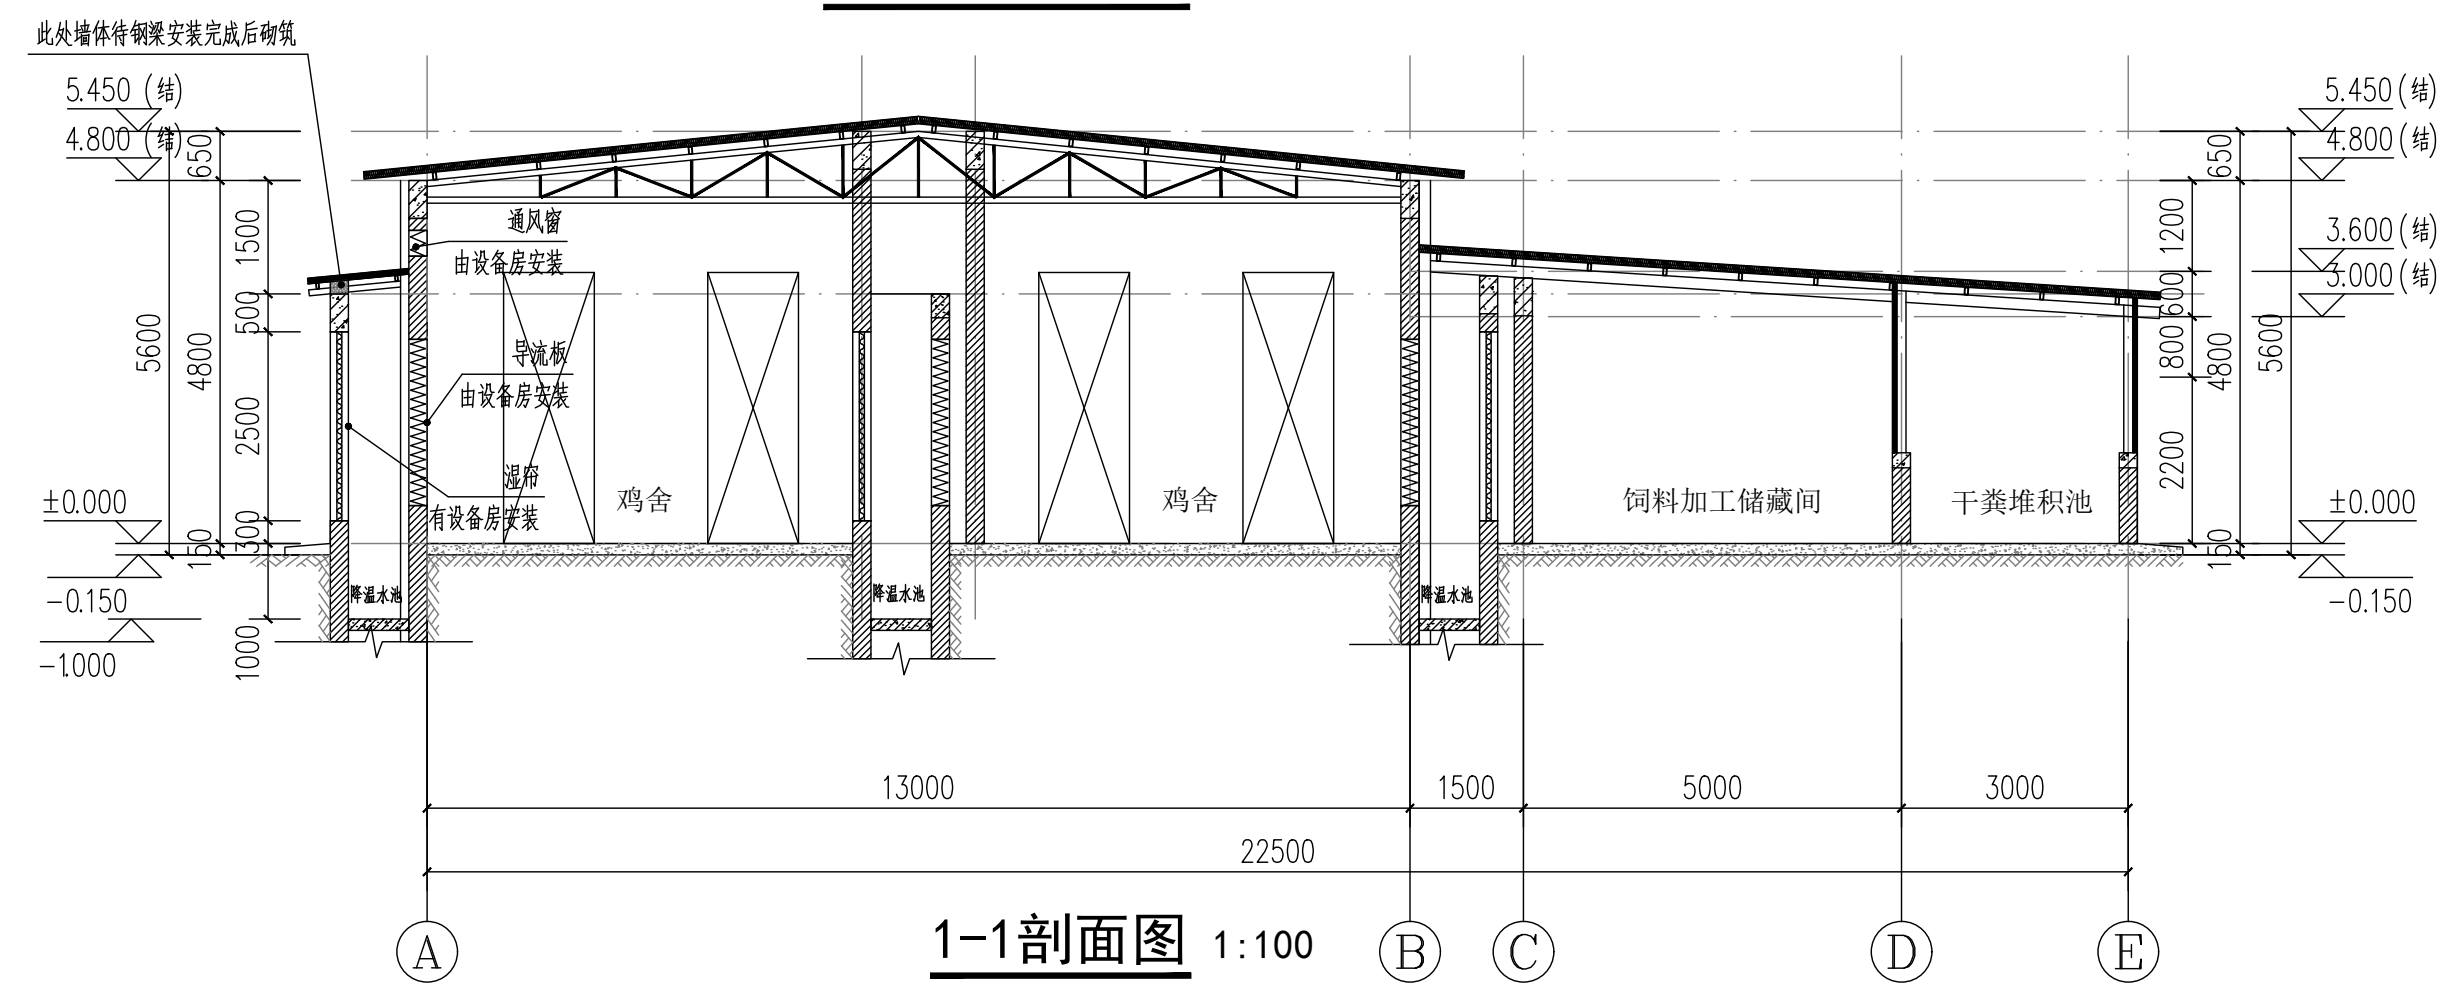 此处墙体待钢梁安装完成后砌筑
5.450 (结)
5.450(结)
4.800 (结)
4.800(结)
650
650
1500
通风窗
由设备房安装
1200
3.600(结)
3.000(结)
500
600
5600
4800
导流板
由设备房安装
800
4800
5600
2500
2200
湿帘
有设备房安装
鸡舍
鸡舍
饲料加工储藏间
干粪堆积池
±0.000
±0.000
300
150
150
-0.150
-0.150
降温水池
降温水池
降温水池
1000
-1.000
13000
1500
5000
3000
22500
1-1剖面图 1:100
A
B
C
D
E